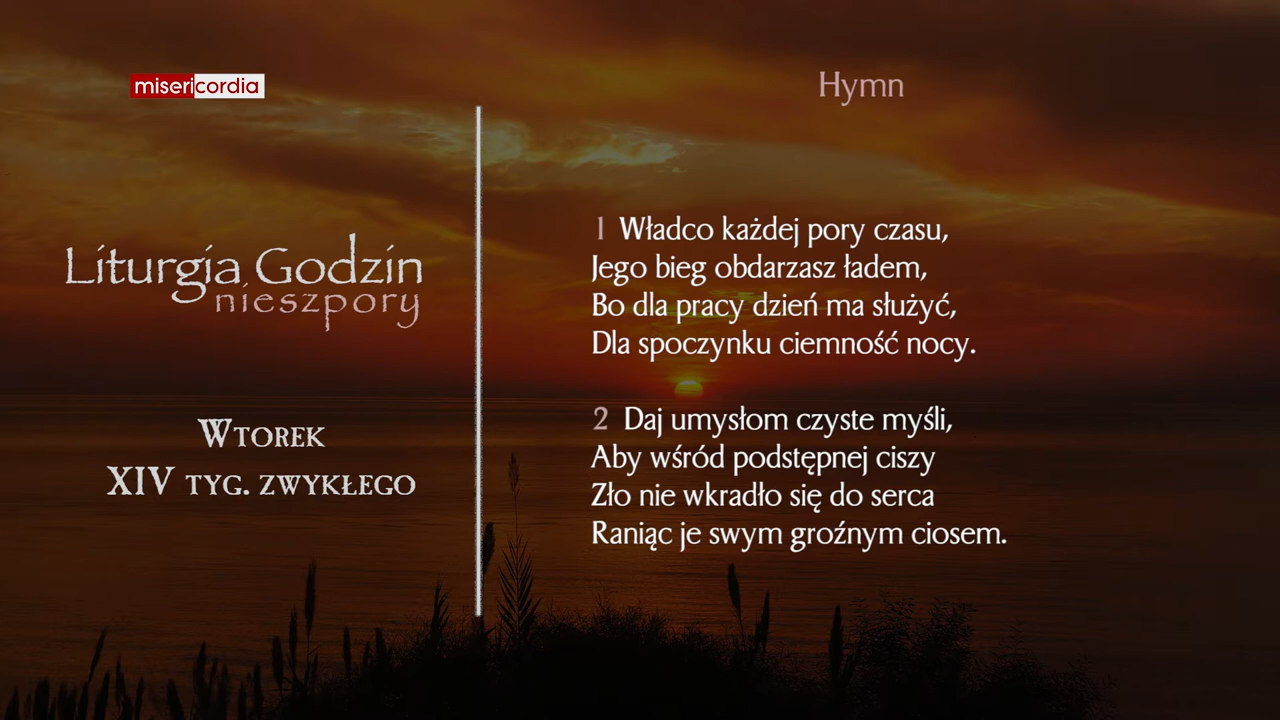 misericordia
Liturgia Godzin
nieszpory
Wtorek
XIV tyg. zwykłego
Hymn
1 Władco każdej pory czasu,
Jego bieg obdarzasz ładem,
Bo dla pracy dzień ma służyć,
Dla spoczynku ciemność nocy.
2 Daj umysłom czyste myśli,
Aby wśród podstępnej ciszy
Zło nie wkradło się do serca
Raniąc je swym groźnym ciosem.